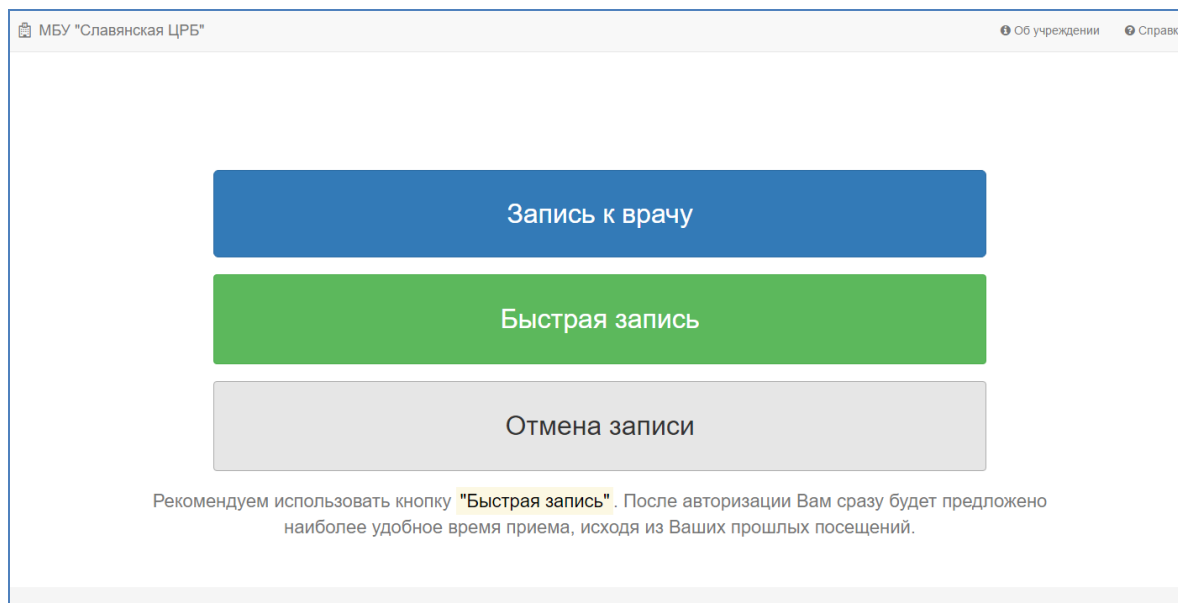 МБУ "Славянская ЦРБ"
Об учреждении
Справк
Запись к врачу
Быстрая запись
Отмена записи
Рекомендуем использовать кнопку "Быстрая запись". После авторизации Вам сразу будет предложено
наиболее удобное время приема, исходя из Ваших прошлых посещений.